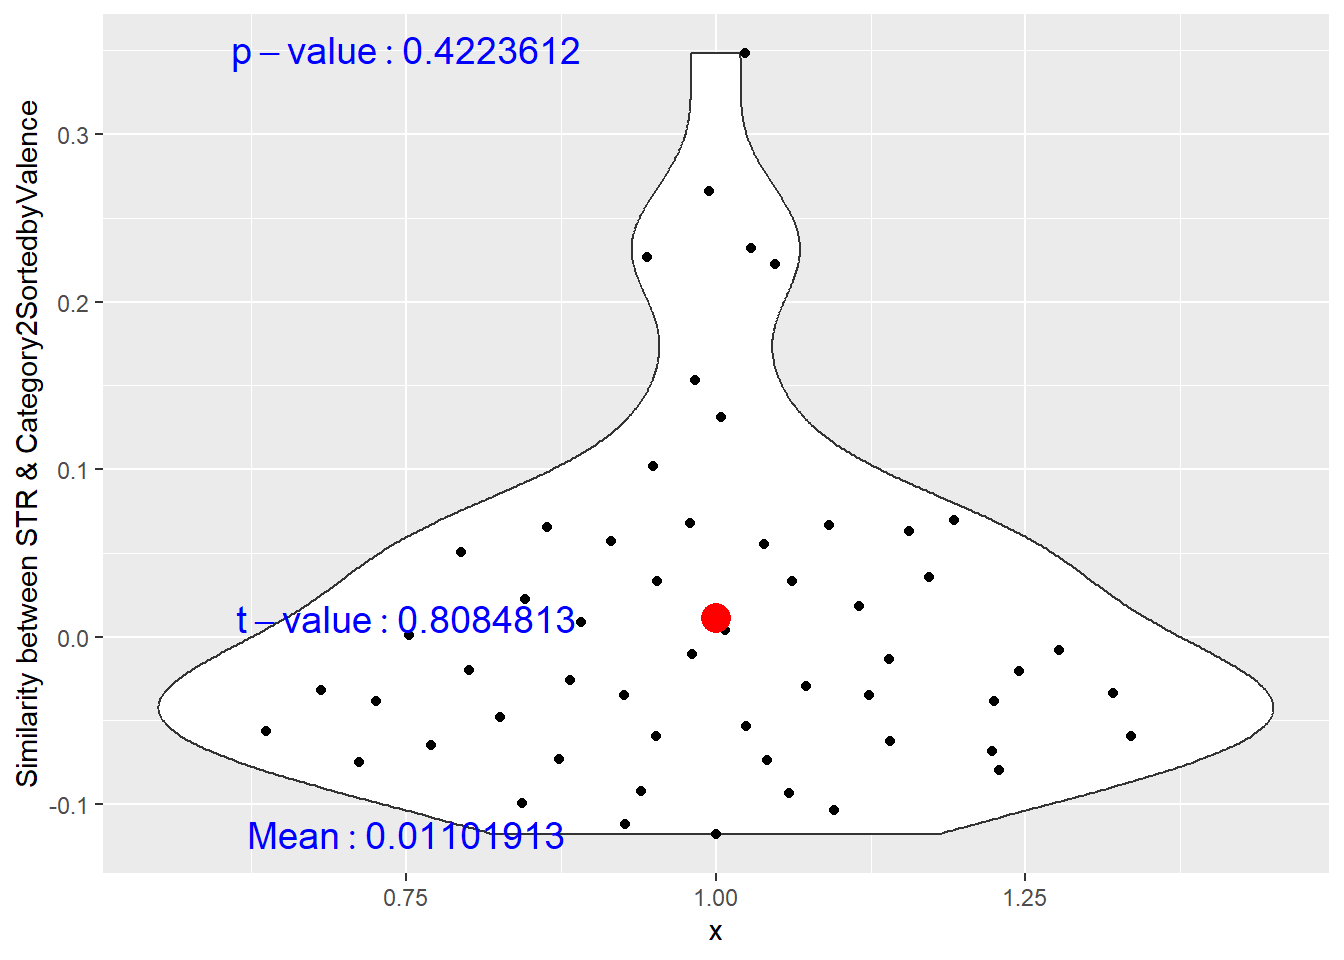 p − value : 0.4223612
0.3
0.2
0.1
t − value : 0.8084813
0.0
-0.1
Mean : 0.01101913
0.75 1.00 1.25
x
Similarity between STR & Category2SortedbyValence